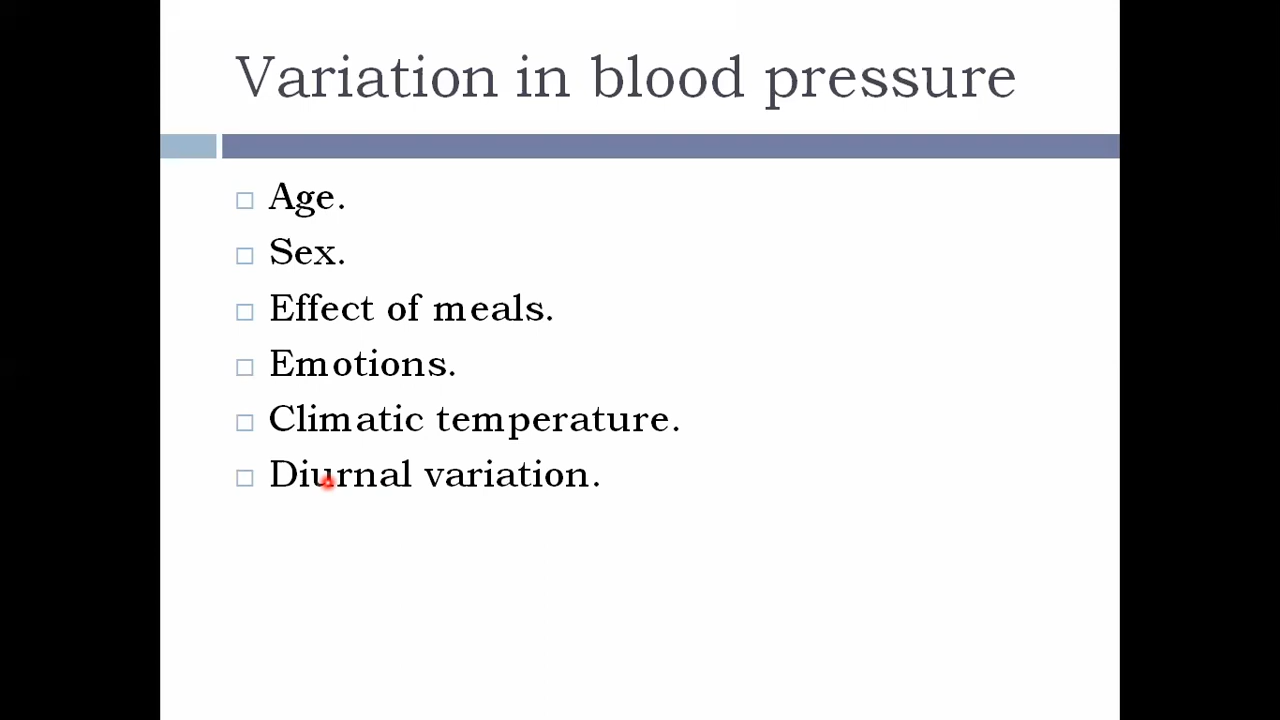 Variation in blood pressure
Age.
Sex.
Effect of meals.
Emotions.
Climatic temperature.
Diurnal variation.